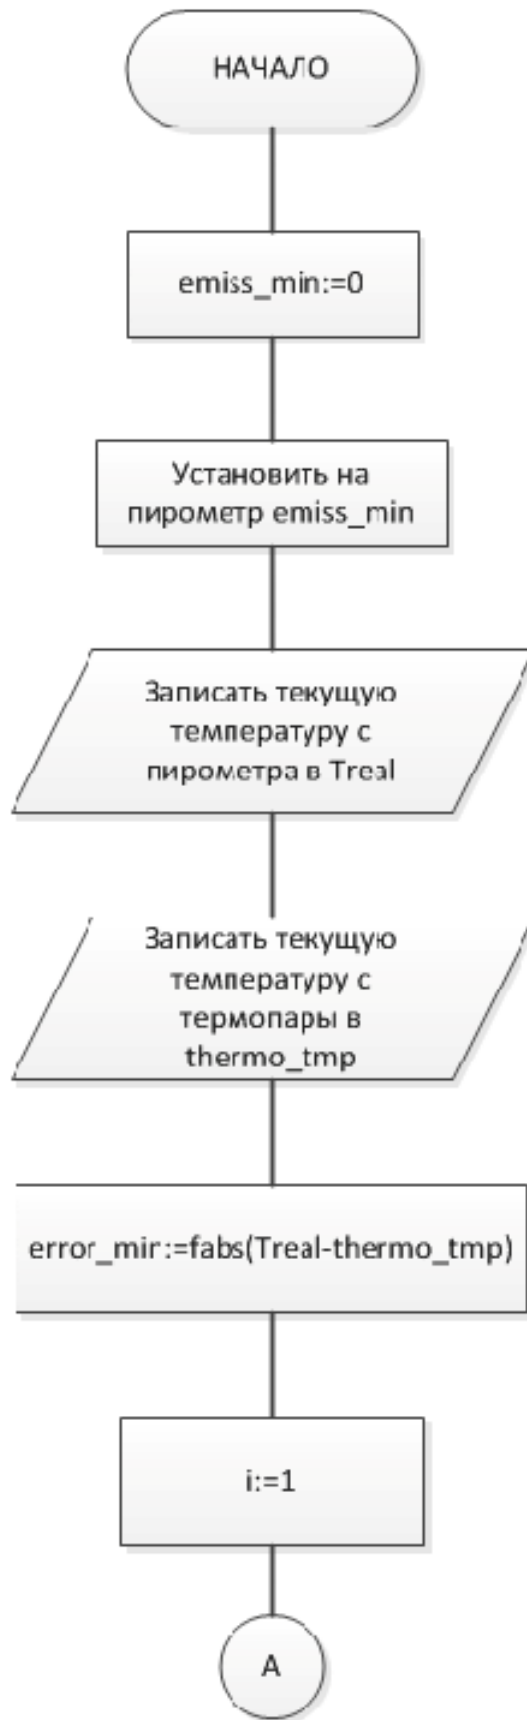 НАЧАЛО
emiss_min:=0
Установить на
пирометр emiss_min
Записать текущую
температуру с
пирометра в Treal
Записать текущую
температуру с
термопары в
thermo_tmp
error_min:=fabs(Treal-thermo_tmp)
i:=1
A